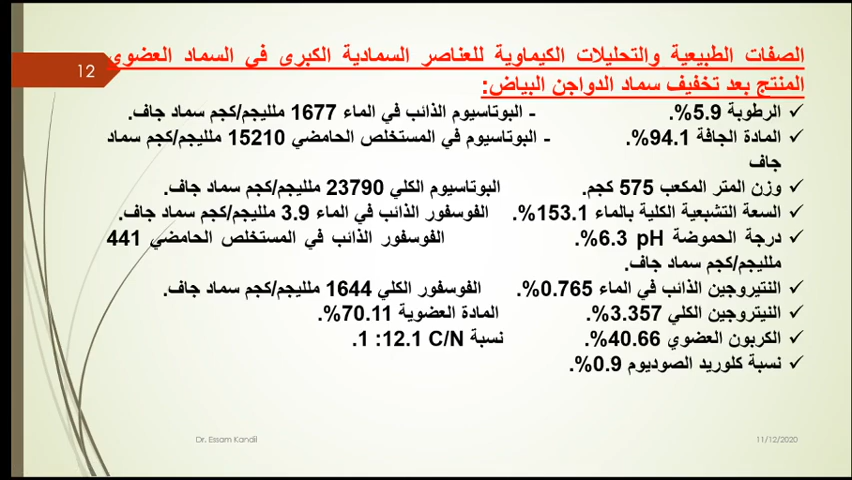 الصفات الطبيعية والتحليلات الكيماوية للعناصر السمادية الكبرى في السماد العضوي
12
المنتج بعد تخفيف سماد الدواجن البياض:
الرطوبة 5.9%. - البوتاسيوم الذائب في الماء 1677 ملليجم/كجم سماد جاف.
المادة الجافة 94.1%. - البوتاسيوم في المستخلص الحامضي 15210 ملليجم/كجم سماد
جاف
وزن المتر المكعب 575 كجم. البوتاسيوم الكلي 23790 ملليجم/كجم سماد جاف.
السعة التشبعية الكلية بالماء 153.1%. الفوسفور الذائب في الماء 3.9 ملليجم/كجم سماد جاف.
درجة الحموضة pH 6.3%. الفوسفور الذائب في المستخلص الحامضي 441
ملليجم/كجم سماد جاف.
النتيروجين الذائب في الماء 0.765%. الفوسفور الكلي 1644 ملليجم/كجم سماد جاف.
النيتروجين الكلي 3.357%. المادة العضوية 70.11%.
الكربون العضوي 40.66%. نسبة C/N 12.1: 1.
نسبة كلوريد الصوديوم 0.9%.
Dr. Essam Kandil
11/12/2020